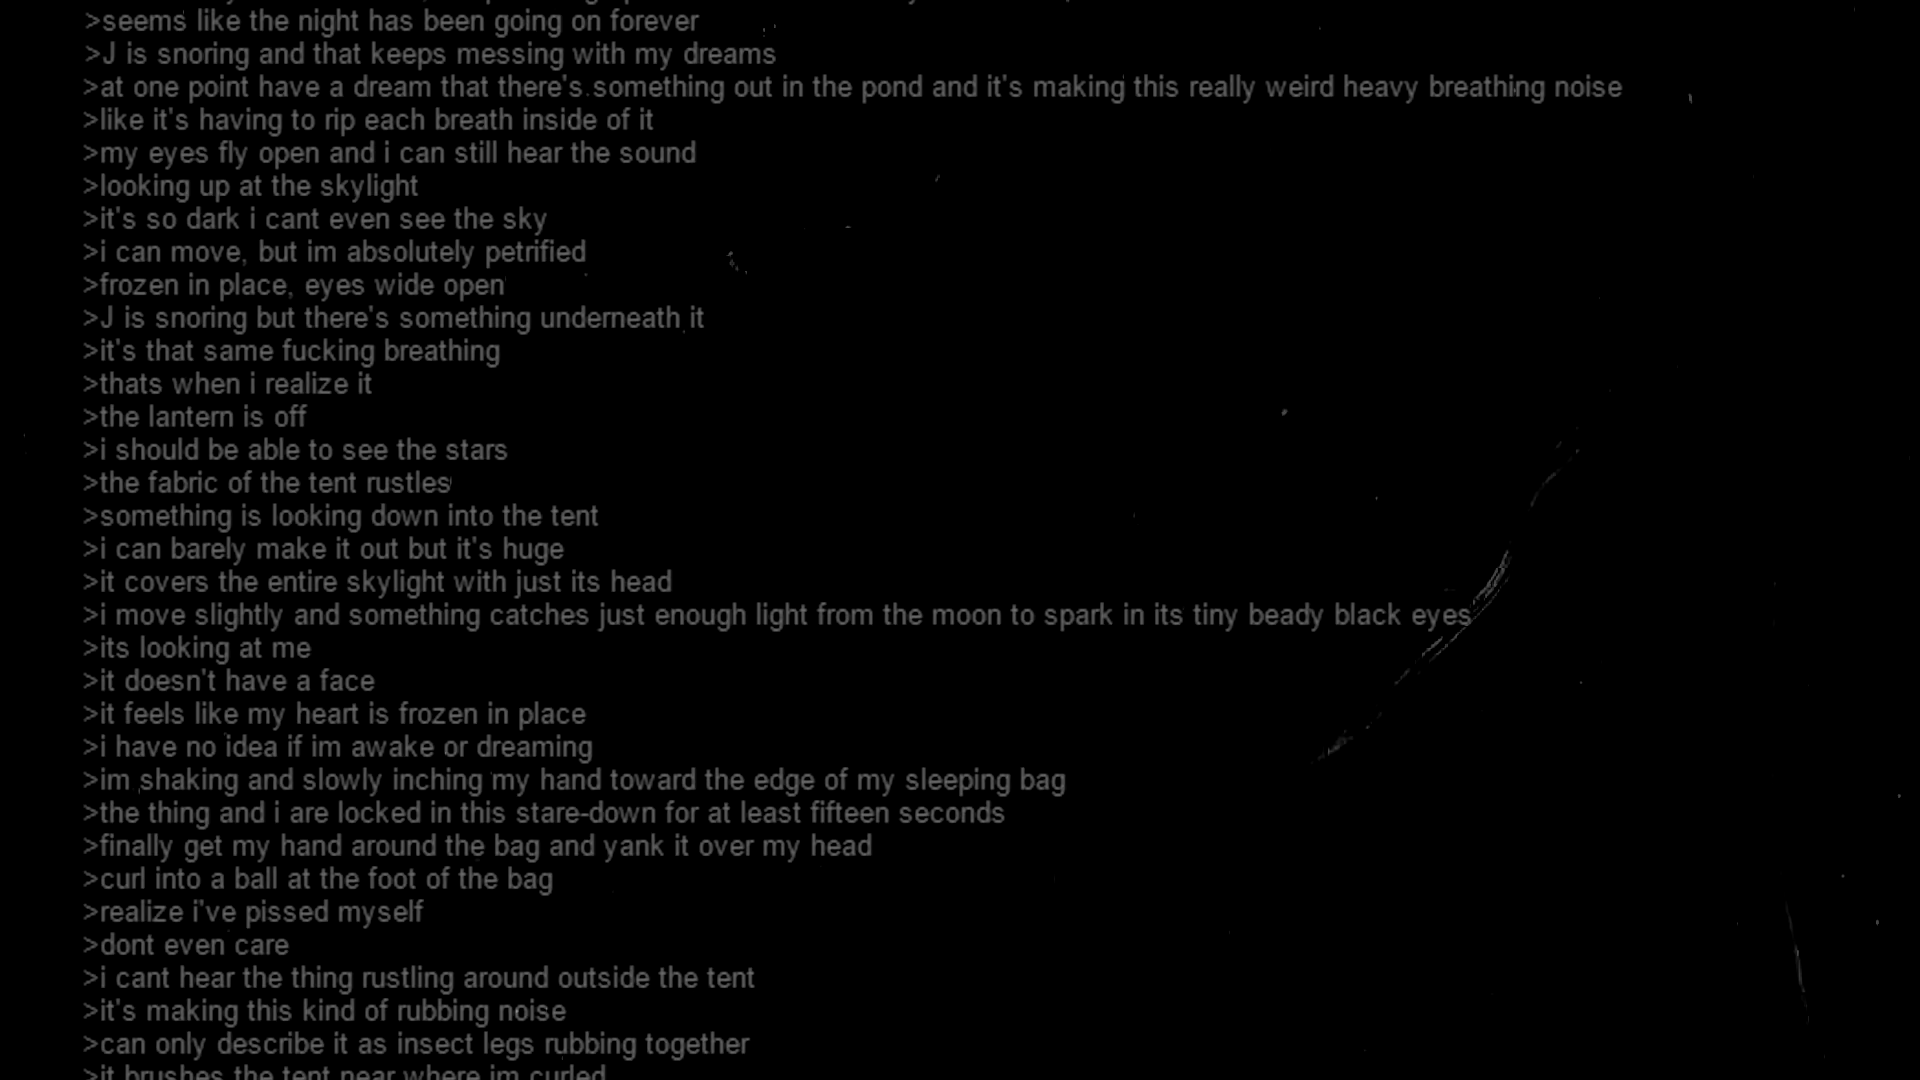 >seems like the night has been going on forever
>J is snoring and that keeps messing with my dreams
>at one point have a dream that there's something out in the pond and it's making this really weird heavy breathing noise
>like it's having to rip each breath inside of it
>my eyes fly open and i can still hear the sound
>looking up at the skylight
>it's so dark i cant even see the sky
>i can move, but im absolutely petrified
>frozen in place, eyes wide open
>J is snoring but there's something underneath it
>it's that same fucking breathing
>thats when i realize it
>the lantern is off
>i should be able to see the stars
>the fabric of the tent rustles
>something is looking down into the tent
>i can barely make it out but it's huge
>it covers the entire skylight with just its head
>i move slightly and something catches just enough light from the moon to spark in its tiny beady black eyes
>its looking at me
>it doesn't have a face
>it feels like my heart is frozen in place
>i have no idea if im awake or dreaming
>im shaking and slowly inching my hand toward the edge of my sleeping bag
>the thing and i are locked in this stare-down for at least fifteen seconds
>finally get my hand around the bag and yank it over my head
>curl into a ball at the foot of the bag
>realize i've pissed myself
>dont even care
>i cant hear the thing rustling around outside the tent
>it's making this kind of rubbing noise
>can only describe it as insect legs rubbing together
>it brushes the tent near where im curled